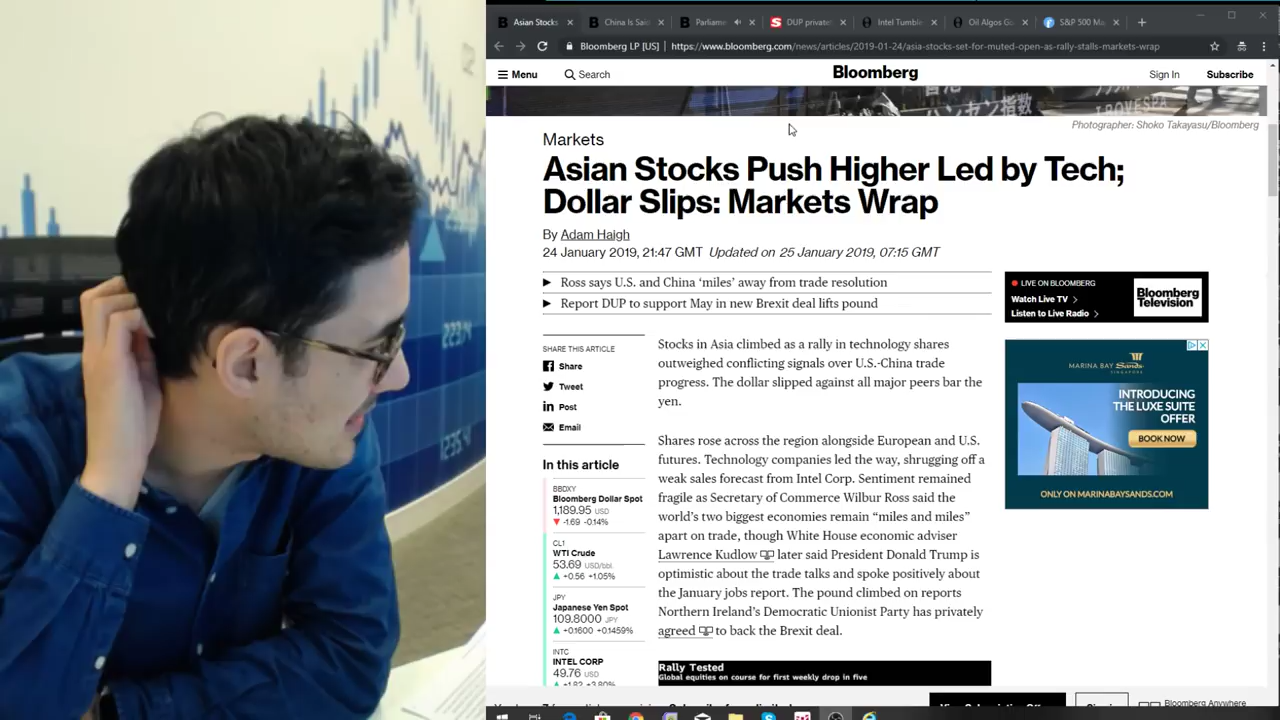 Asian Stocks
China Is Said
Parliame
DUP private
Intel Tumble
Oil Algos Go
S&P 500 Ma
Bloomberg LP [US] | https://www.bloomberg.com/news/articles/2019-01-24/asia-stocks-set-for-muted-open-as-rally-stalls-markets-wrap
Menu
Search
Bloomberg
Sign In
Subscribe
Photographer: Shoko Takayasu/Bloomberg
Markets
Asian Stocks Push Higher Led by Tech;
Dollar Slips: Markets Wrap
By Adam Haigh
24 January 2019, 21:47 GMT Updated on 25 January 2019, 07:15 GMT
Ross says U.S. and China ‘miles’ away from trade resolution
Report DUP to support May in new Brexit deal lifts pound
SHARE THIS ARTICLE
Share
Tweet
Post
Email
In this article
BBDXY
Bloomberg Dollar Spot
1,189.95 USD
-1.69 -0.14%
CL1
WTI Crude
53.69 USD/bbl.
+0.56 +1.05%
JPY
Japanese Yen Spot
109.8000 JPY
+0.1600 +0.1459%
INTC
INTEL CORP
49.76 USD
+1.82 +3.80%
Stocks in Asia climbed as a rally in technology shares
outweighed conflicting signals over U.S.-China trade
progress. The dollar slipped against all major peers bar the
yen.
Shares rose across the region alongside European and U.S.
futures. Technology companies led the way, shrugging off a
weak sales forecast from Intel Corp. Sentiment remained
fragile as Secretary of Commerce Wilbur Ross said the
world’s two biggest economies remain “miles and miles”
apart on trade, though White House economic adviser
Lawrence Kudlow later said President Donald Trump is
optimistic about the trade talks and spoke positively about
the January jobs report. The pound climbed on reports
Northern Ireland’s Democratic Unionist Party has privately
agreed to back the Brexit deal.
Rally Tested
Global equities on course for first weekly drop in five
LIVE ON BLOOMBERG
Watch Live TV
Listen to Live Radio
Bloomberg
Television
MARINA BAY Sands
SINGAPORE
INTRODUCING
THE LUXE SUITE
OFFER
BOOK NOW
ONLY ON MARINABAYSANDS.COM
Bloomberg Anywhere